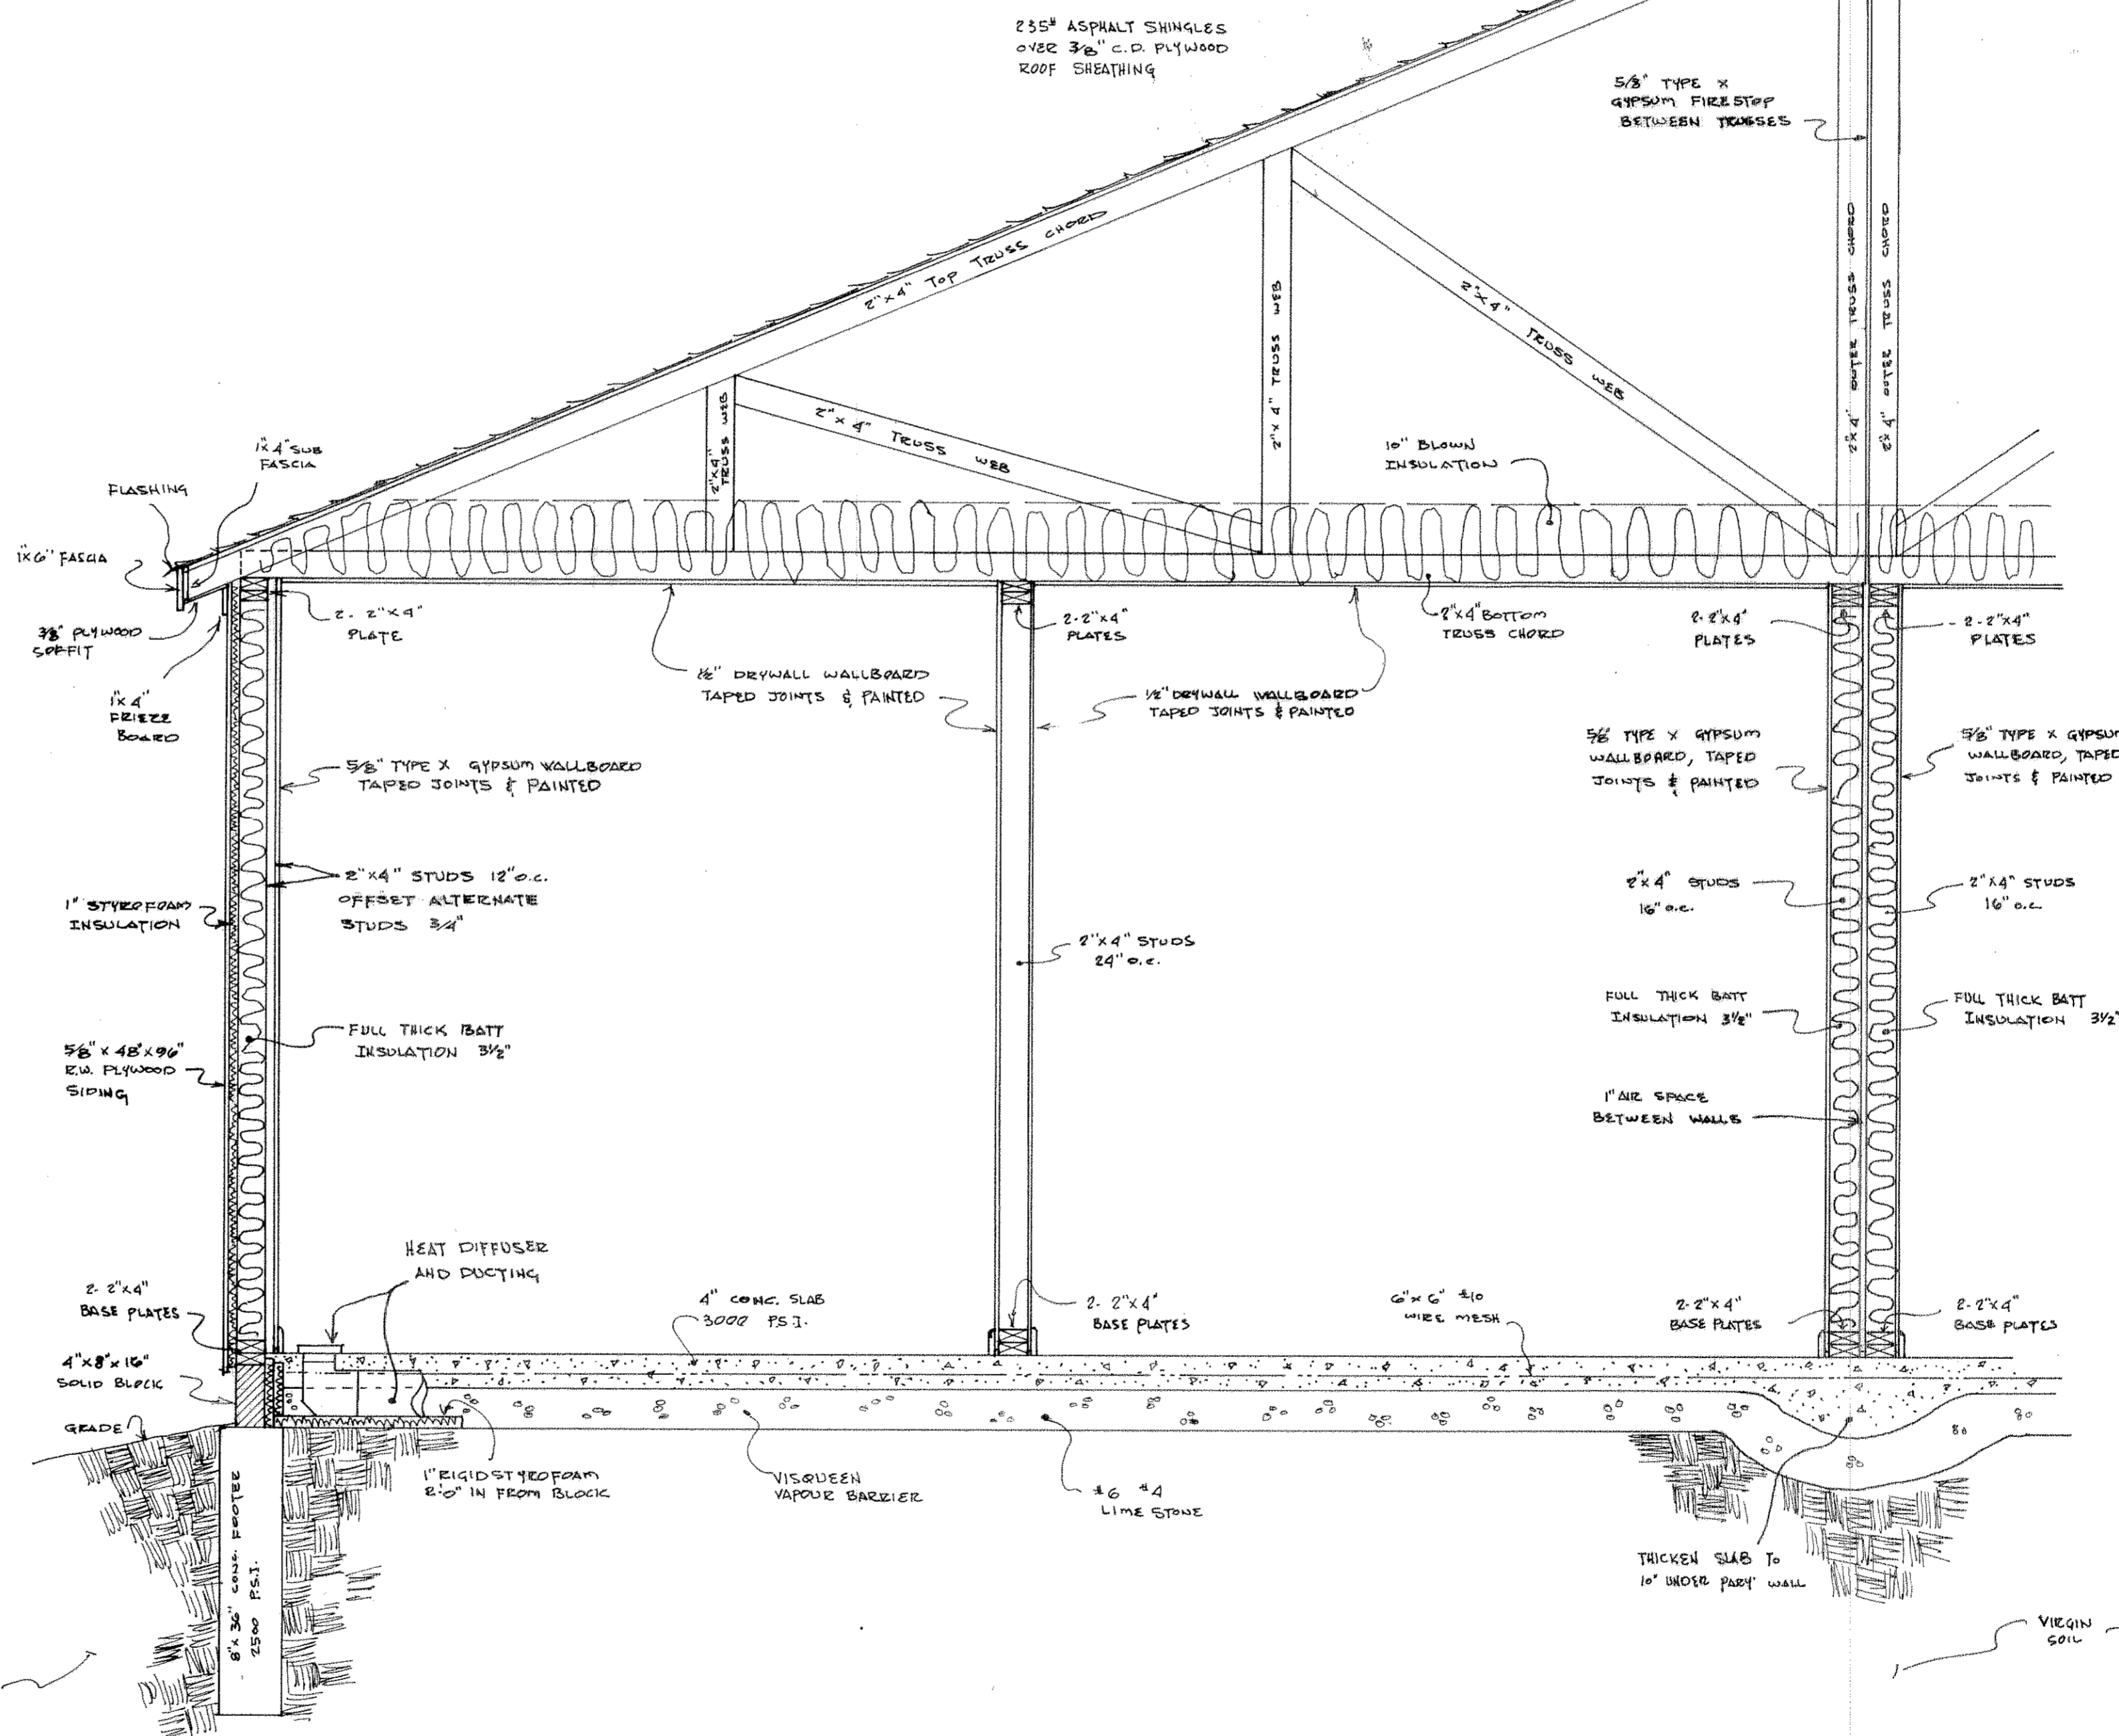 235# ASPHALT SHINGLES
OVER 3/8" C.D. PLYWOOD
ROOF SHEATHING
5/8" TYPE X
GYPSUM FIRESTOP
BETWEEN TRUSSES
2"x4" TOP TRUSS CHORD
2"x4" TRUSS WEB
2"x4" TRUSS WEB
2"x4" OUTER TRUSS CHORD
2"x4" OUTER TRUSS CHORD
2"x4"
TRUSS WEB
2"x4" TRUSS WEB
10" BLOWN
INSULATION
1"x4" SUB
FASCIA
FLASHING
1"x6" FASCIA
3/8" PLYWOOD
SOFFIT
1"x4"
FRIEZE
BOARD
2- 2"x4"
PLATE
2-2"x4"
PLATES
2"x4" BOTTOM
TRUSS CHORD
2-2"x4"
PLATES
2-2"x4"
PLATES
1/2" DRYWALL WALLBOARD
TAPED JOINTS & PAINTED
1/2" DRYWALL WALLBOARD
TAPED JOINTS & PAINTED
5/8" TYPE X GYPSUM WALLBOARD
TAPED JOINTS & PAINTED
5/8" TYPE X GYPSUM
WALLBOARD, TAPED
JOINTS & PAINTED
5/8" TYPE X GYPSUM
WALLBOARD, TAPED
JOINTS & PAINTED
1" STYROFOAM
INSULATION
2"x4" STUDS 12" o.c.
OFFSET ALTERNATE
STUDS 3/4"
2"x4" STUDS
24" o.c.
2"x4" STUDS
16" o.c.
2"x4" STUDS
16" o.c.
5/8"x48"x96"
R.W. PLYWOOD
SIDING
FULL THICK BATT
INSULATION 3 1/2"
FULL THICK BATT
INSULATION 3 1/2"
FULL THICK BATT
INSULATION 3 1/2"
1" AIR SPACE
BETWEEN WALLS
HEAT DIFFUSER
AND DUCTING
2- 2"x4"
BASE PLATES
4"x8"x16"
SOLID BLOCK
GRADE
4" CONC. SLAB
3000 P.S.I.
2- 2"x4"
BASE PLATES
6"x6" #10
WIRE MESH
2-2"x4"
BASE PLATES
2-2"x4"
BASE PLATES
1" RIGID STYROFOAM
2'-0" IN FROM BLOCK
VISQUEEN
VAPOUR BARRIER
#6 #4
LIME STONE
THICKEN SLAB TO
10" UNDER PARY WALL
8"x36" CONC. FOOTER
2500 P.S.I.
VIRGIN
SOIL